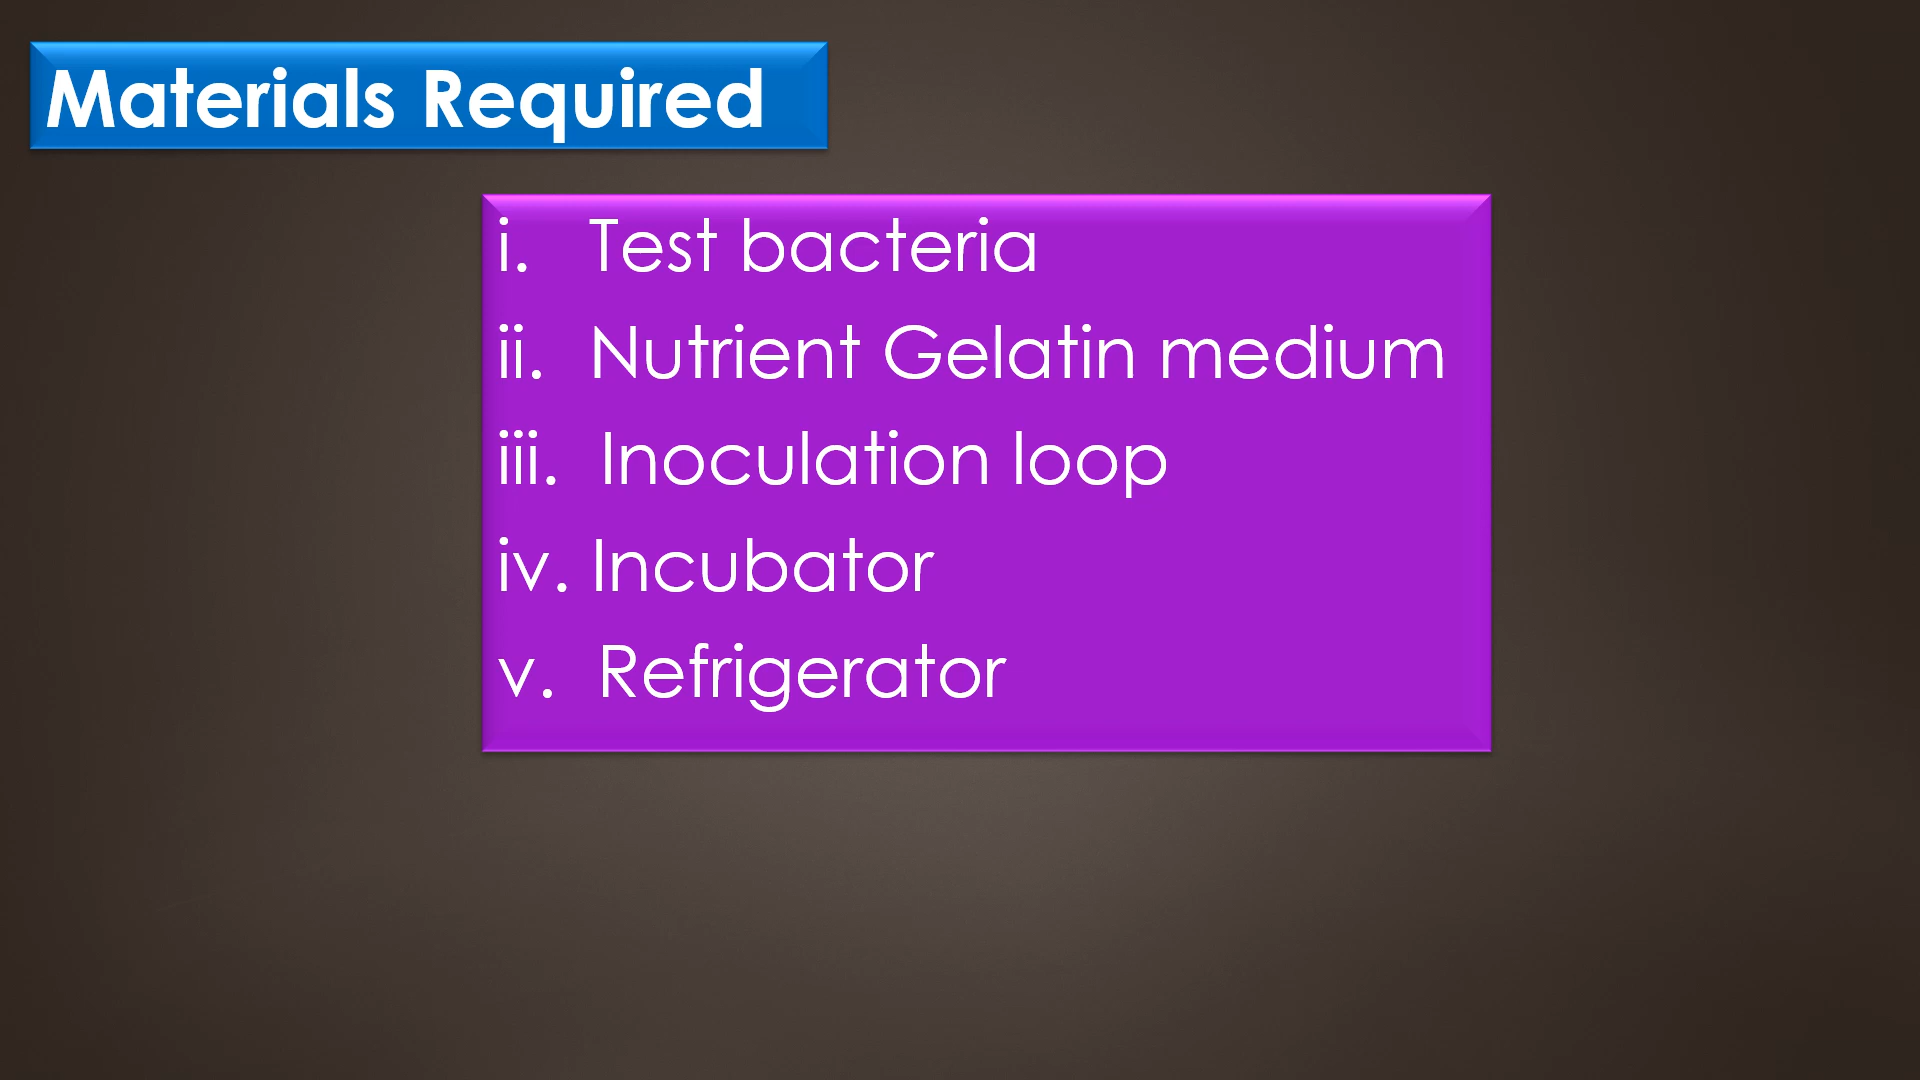 Materials Required
i. Test bacteria
ii. Nutrient Gelatin medium
iii. Inoculation loop
iv. Incubator
v. Refrigerator